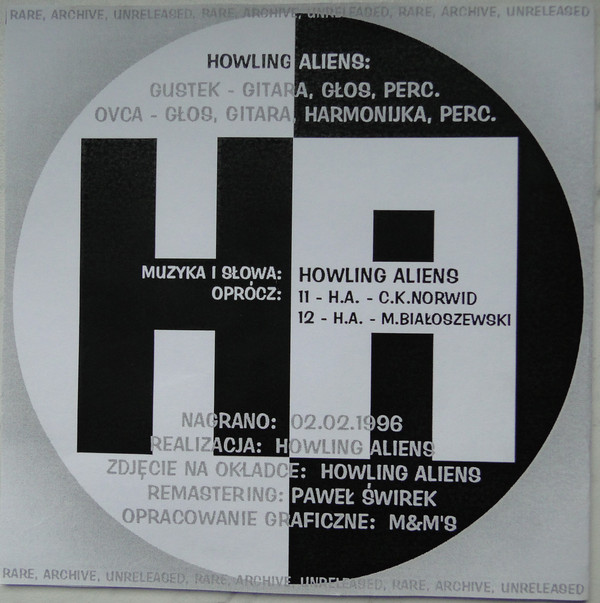 RARE, ARCHIVE, UNRELEASED, RARE, ARCHIVE, UNRELEASED, RARE, ARCHIVE, UNRELEASED
HOWLING ALIENS:
GUSTEK - GITARA, GŁOS, PERC.
OVCA - GŁOS, GITARA, HARMONIJKA, PERC.
HA
MUZYKA I SŁOWA: HOWLING ALIENS
OPRÓCZ: 11 - H.A. - C.K.NORWID
12 - H.A. - M.BIAŁOSZEWSKI
NAGRANO: 02.02.1996
REALIZACJA: HOWLING ALIENS
ZDJĘCIE NA OKŁADCE: HOWLING ALIENS
REMASTERING: PAWEŁ ŚWIREK
OPRACOWANIE GRAFICZNE: M&M'S
RARE, ARCHIVE, UNRELEASED, RARE, ARCHIVE, UNRELEASED, RARE, ARCHIVE, UNRELEASED